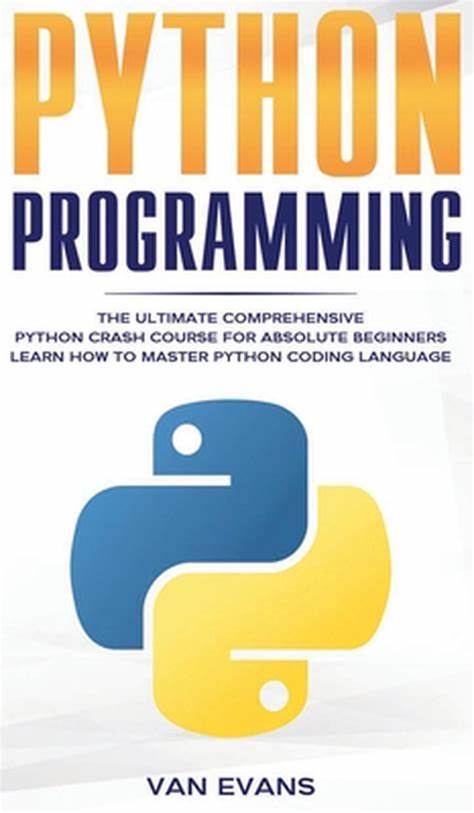 PYTHON
PROGRAMMING
THE ULTIMATE COMPREHENSIVE
PYTHON CRASH COURSE FOR ABSOLUTE BEGINNERS
LEARN HOW TO MASTER PYTHON CODING LANGUAGE
VAN EVANS